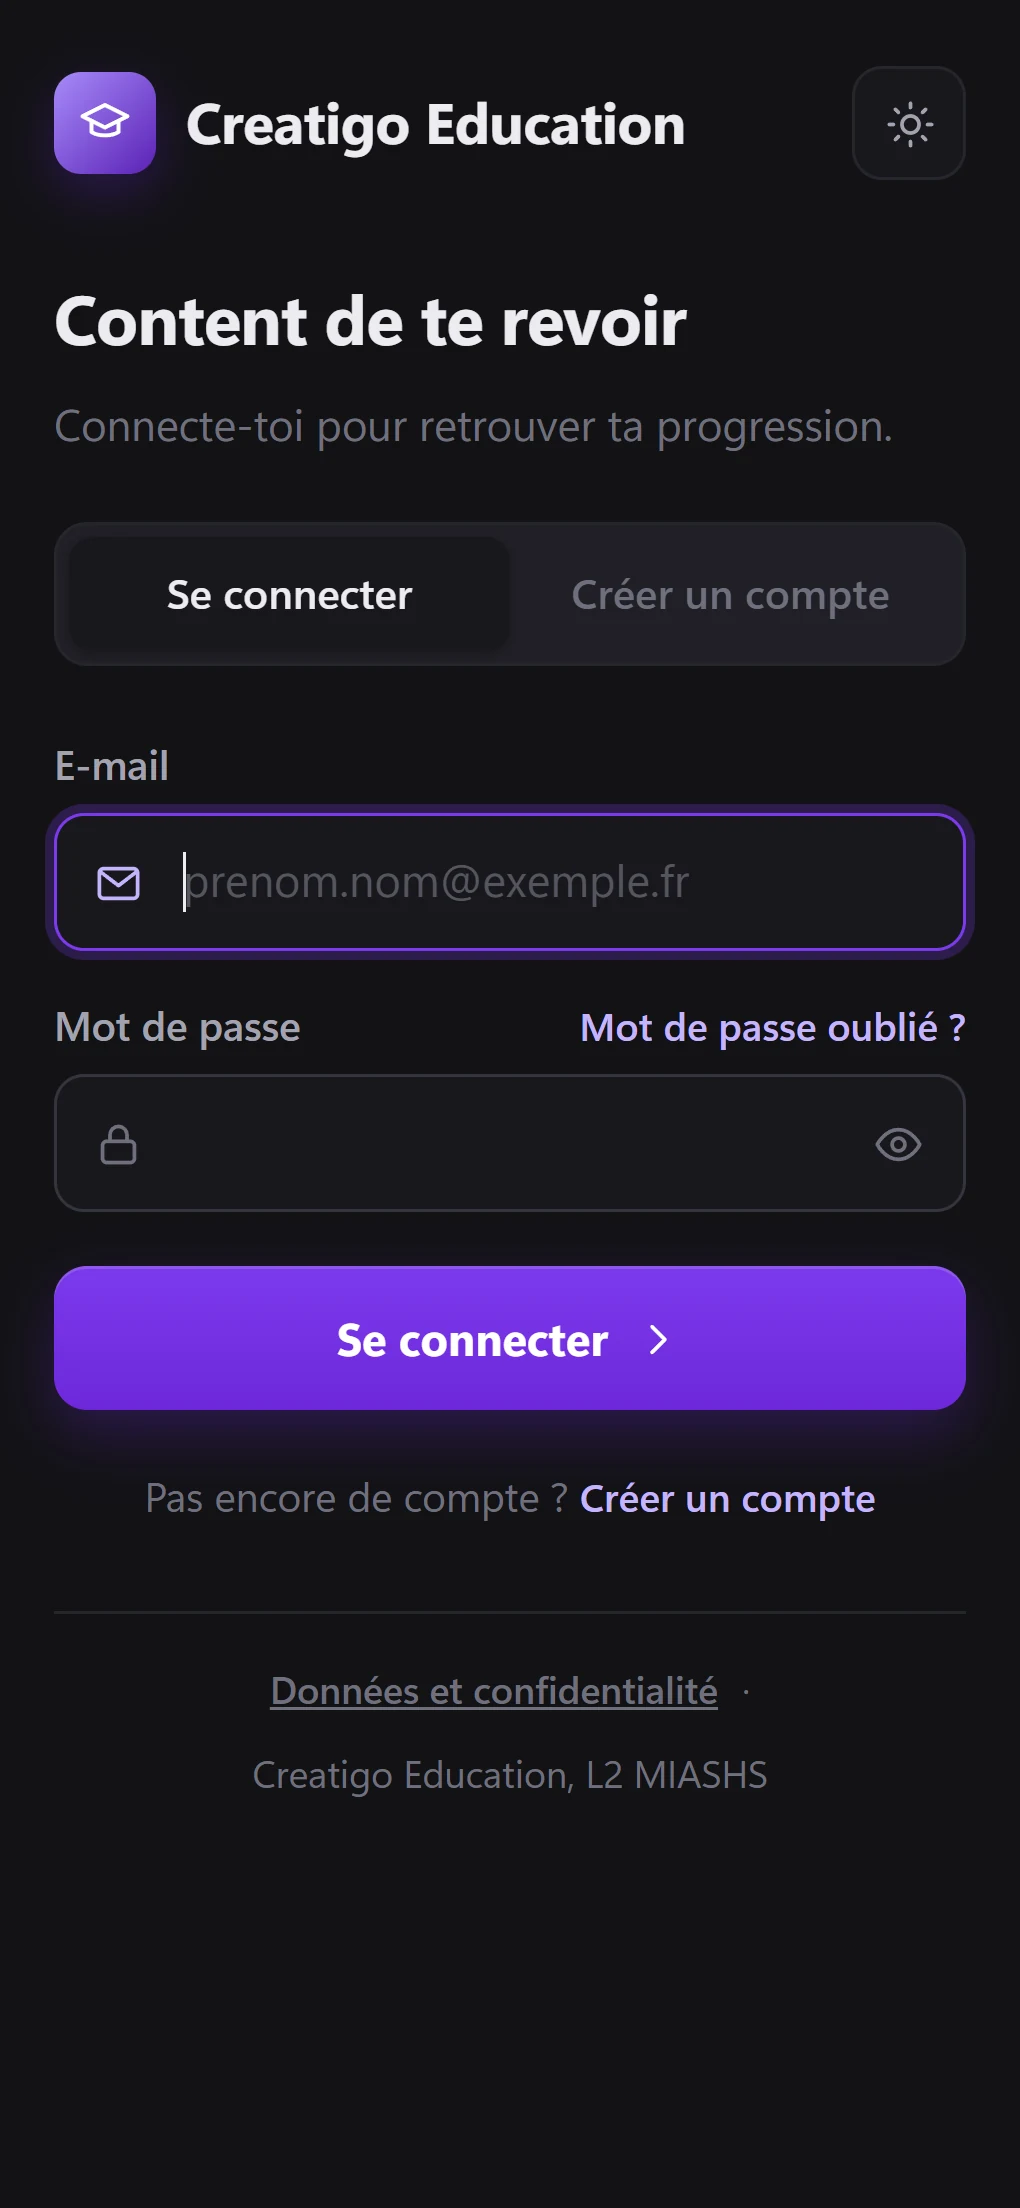 Creatigo Education
Content de te revoir
Connecte-toi pour retrouver ta progression.
Se connecter
Créer un compte
E-mail
prenom.nom@exemple.fr
Mot de passe
Mot de passe oublié ?
Se connecter
Pas encore de compte ? Créer un compte
Données et confidentialité ·
Creatigo Education, L2 MIASHS